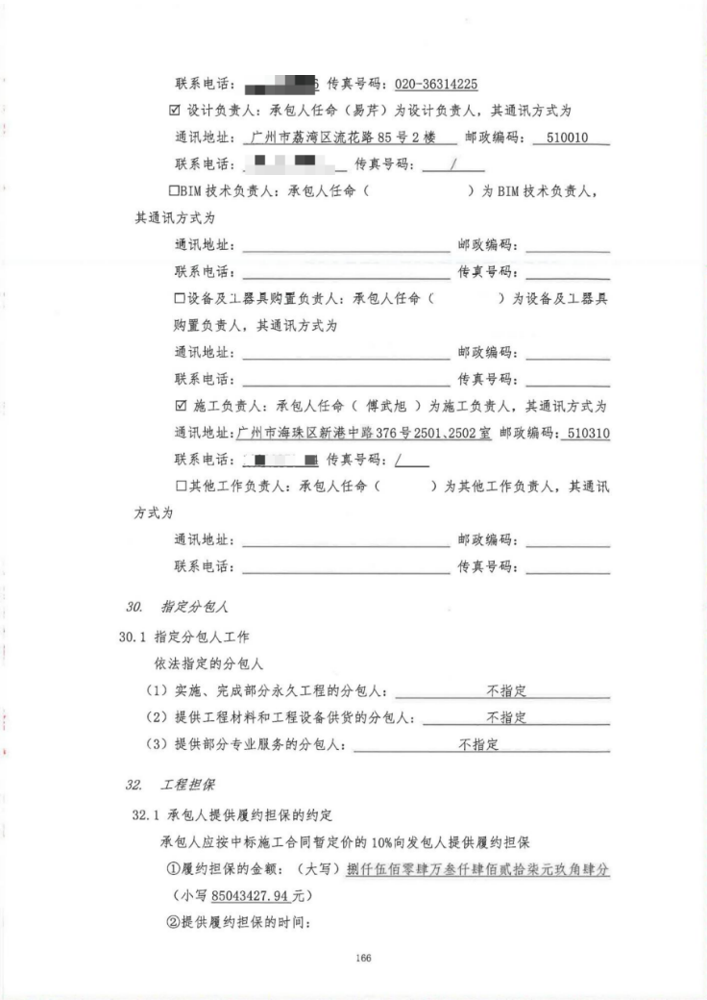 联系电话： 6 传真号码：020-36314225
☑ 设计负责人：承包人任命（易芹）为设计负责人，其通讯方式为
通讯地址： 广州市荔湾区流花路 85 号 2 楼 邮政编码： 510010
联系电话： 传真号码： /
□BIM 技术负责人：承包人任命（ ）为 BIM 技术负责人，
其通讯方式为
通讯地址： 邮政编码：
联系电话： 传真号码：
□设备及工器具购置负责人：承包人任命（ ）为设备及工器具
购置负责人，其通讯方式为
通讯地址： 邮政编码：
联系电话： 传真号码：
☑ 施工负责人：承包人任命（ 傅武旭 ）为施工负责人，其通讯方式为
通讯地址：广州市海珠区新港中路 376 号 2501、2502 室 邮政编码： 510310
联系电话： 传真号码：/
□其他工作负责人：承包人任命（ ）为其他工作负责人，其通讯
方式为
通讯地址： 邮政编码：
联系电话： 传真号码：
30. 指定分包人
30.1 指定分包人工作
依法指定的分包人
（1）实施、完成部分永久工程的分包人： 不指定
（2）提供工程材料和工程设备供货的分包人： 不指定
（3）提供部分专业服务的分包人： 不指定
32. 工程担保
32.1 承包人提供履约担保的约定
承包人应按中标施工合同暂定价的 10%向发包人提供履约担保
①履约担保的金额：（大写）捌仟伍佰零肆万叁仟肆佰贰拾柒元玖角肆分
（小写 85043427.94 元）
②提供履约担保的时间：
166